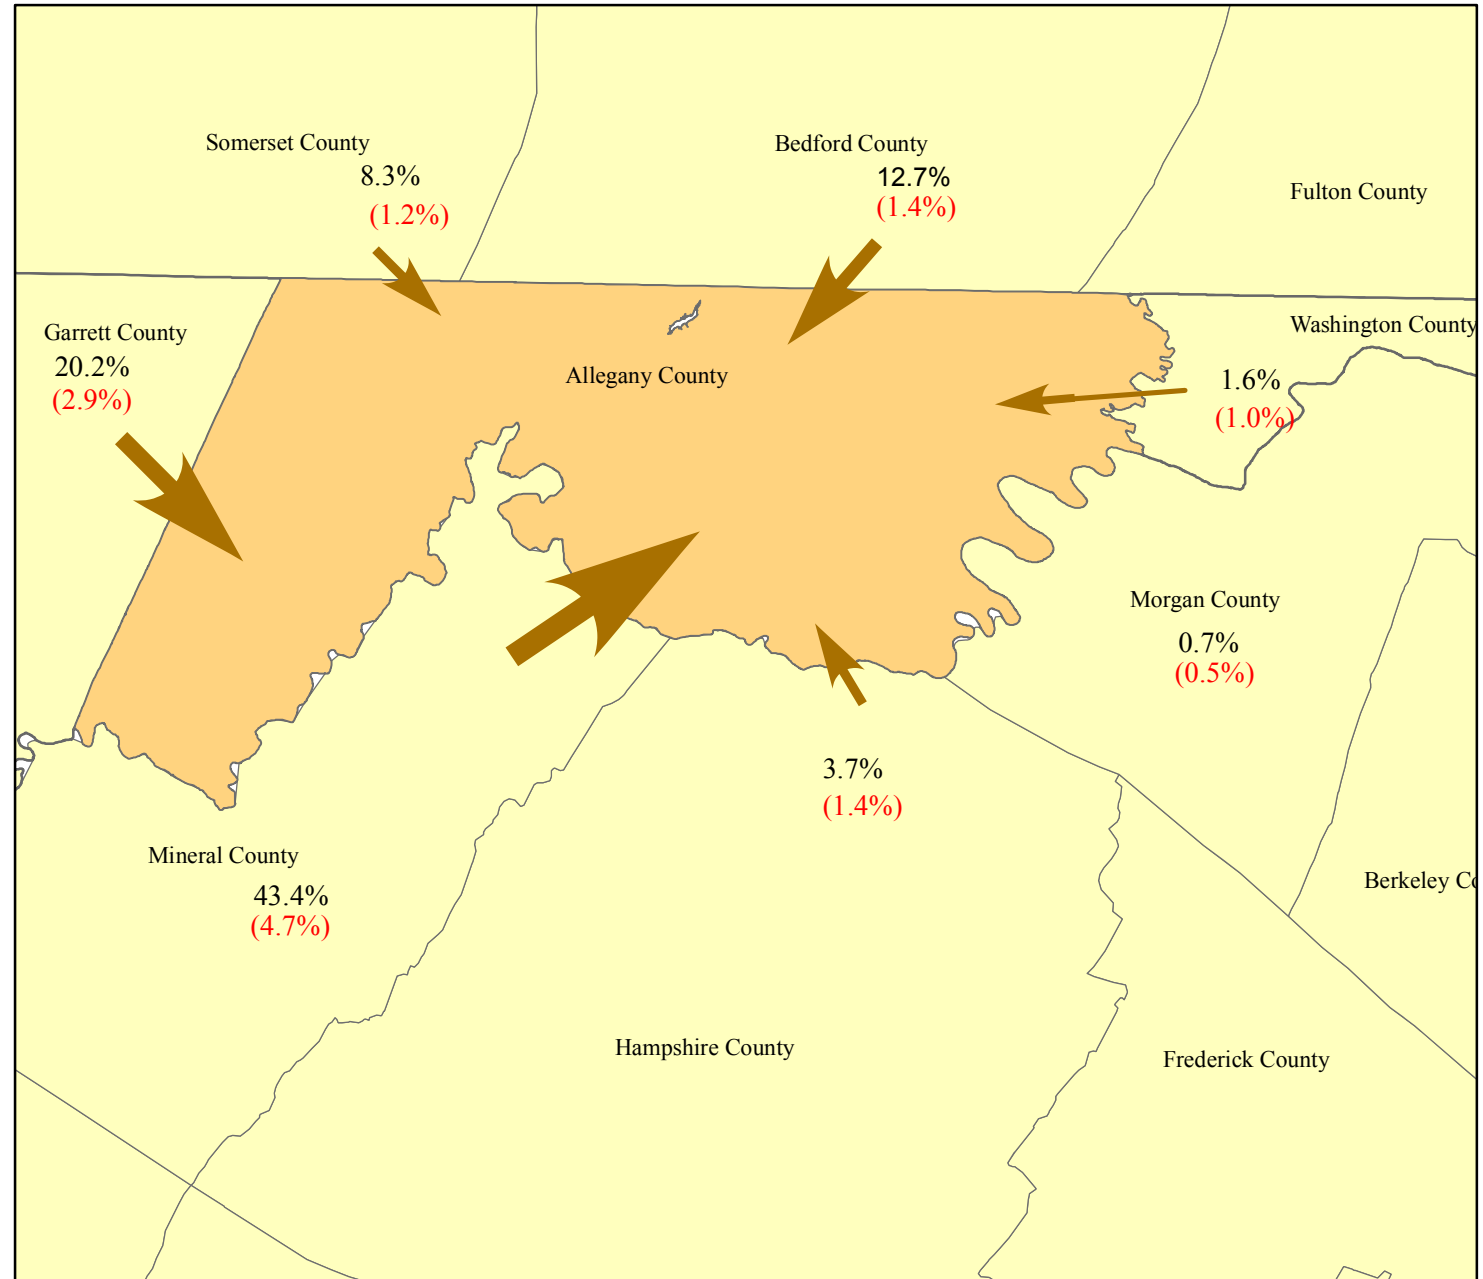 Somerset County
8.3%
(1.2%)
Bedford County
12.7%
(1.4%)
Fulton County
Garrett County
20.2%
(2.9%)
Allegany County
Washington County
1.6%
(1.0%)
Morgan County
0.7%
(0.5%)
3.7%
(1.4%)
Mineral County
43.4%
(4.7%)
Berkeley Co
Hampshire County
Frederick County